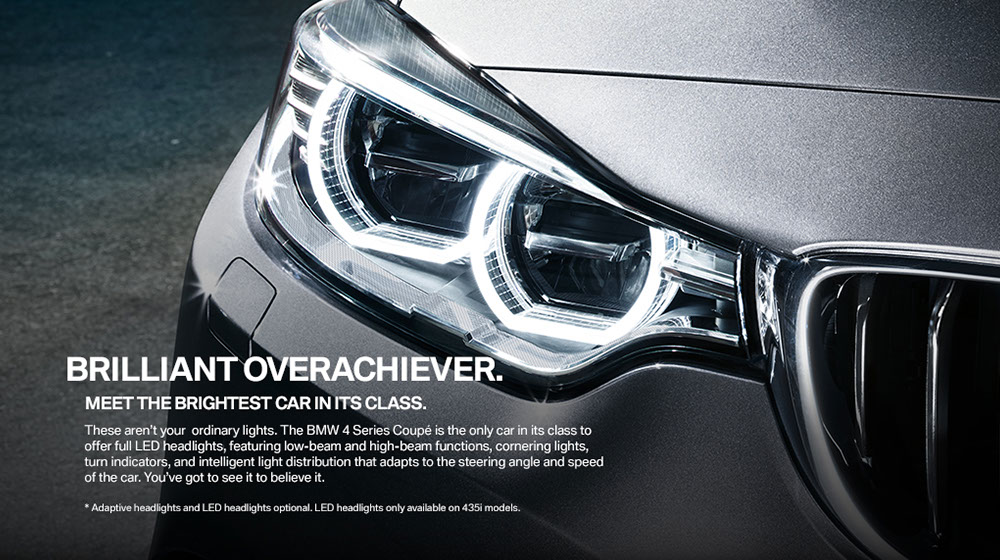 BRILLIANT OVERACHIEVER.
MEET THE BRIGHTEST CAR IN ITS CLASS.
These aren't your ordinary lights. The BMW 4 Series Coupé is the only car in its class to
offer full LED headlights, featuring low-beam and high-beam functions, cornering lights,
turn indicators, and intelligent light distribution that adapts to the steering angle and speed
of the car. You've got to see it to believe it.
* Adaptive headlights and LED headlights optional. LED headlights only available on 435i models.